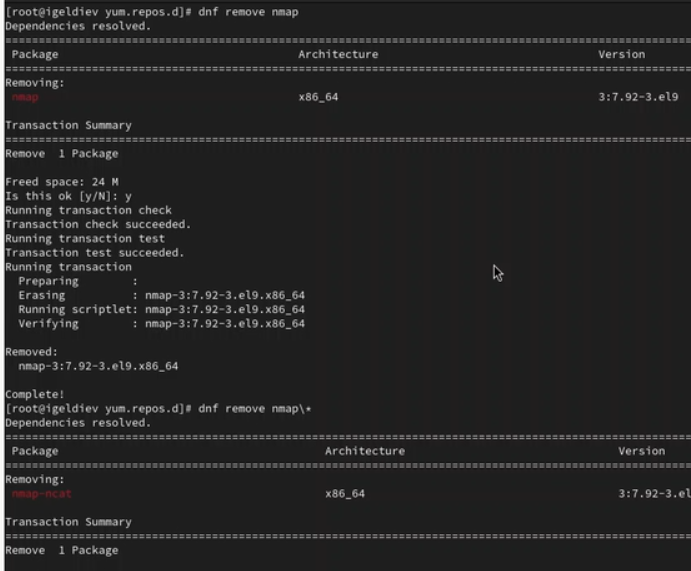 [root@igeldiev yum.repos.d]# dnf remove nmap
Dependencies resolved.
================================================================================
Package Architecture Version
================================================================================
Removing:
nmap x86_64 3:7.92-3.el9
Transaction Summary
================================================================================
Remove 1 Package
Freed space: 24 M
Is this ok [y/N]: y
Running transaction check
Transaction check succeeded.
Running transaction test
Transaction test succeeded.
Running transaction
Preparing :
Erasing : nmap-3:7.92-3.el9.x86_64
Running scriptlet: nmap-3:7.92-3.el9.x86_64
Verifying : nmap-3:7.92-3.el9.x86_64
Removed:
nmap-3:7.92-3.el9.x86_64
Complete!
[root@igeldiev yum.repos.d]# dnf remove nmap\*
Dependencies resolved.
================================================================================
Package Architecture Version
================================================================================
Removing:
nmap-ncat x86_64 3:7.92-3.el
Transaction Summary
================================================================================
Remove 1 Package